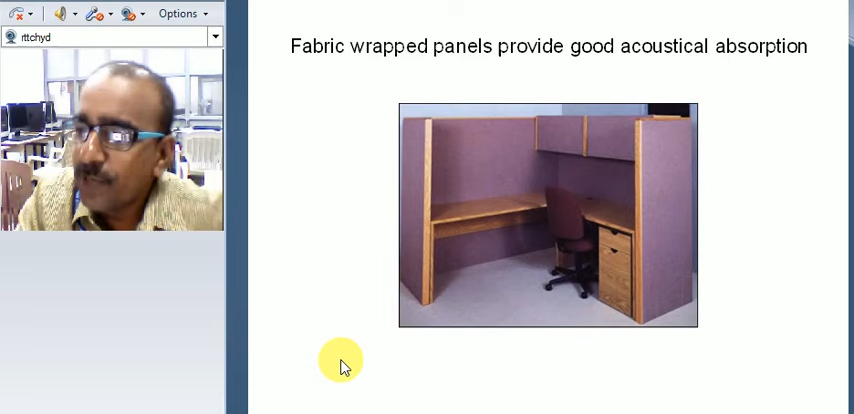 Options
rttchyd
Fabric wrapped panels provide good acoustical absorption